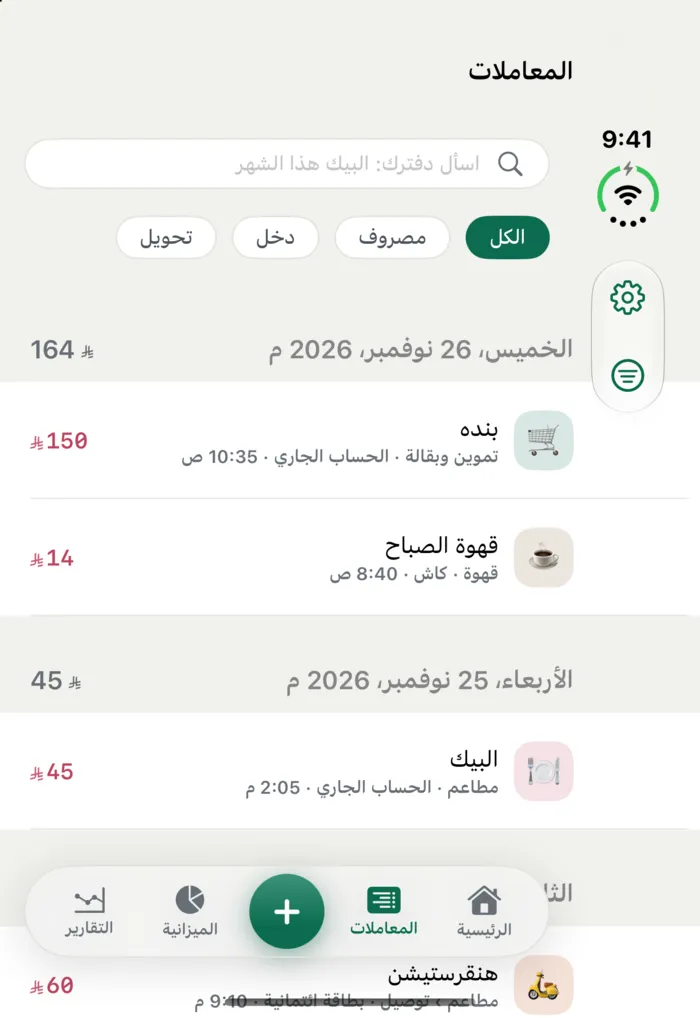 المعاملات
9:41
اسأل دفترك: البيك هذا الشهر
الكل
مصروف
دخل
تحويل
الخميس، 26 نوفمبر، 2026 م
164 ⃁
بنده
تموين وبقالة · الحساب الجاري · 10:35 ص
⃁150
قهوة الصباح
قهوة · كاش · 8:40 ص
⃁14
الأربعاء، 25 نوفمبر، 2026 م
45 ⃁
البيك
مطاعم · الحساب الجاري · 2:05 م
⃁45
الرئيسية
المعاملات
الميزانية
التقارير
هنقرستيشن
مطاعم › توصيل · بطاقة ائتمانية · 9:10 م
⃁60